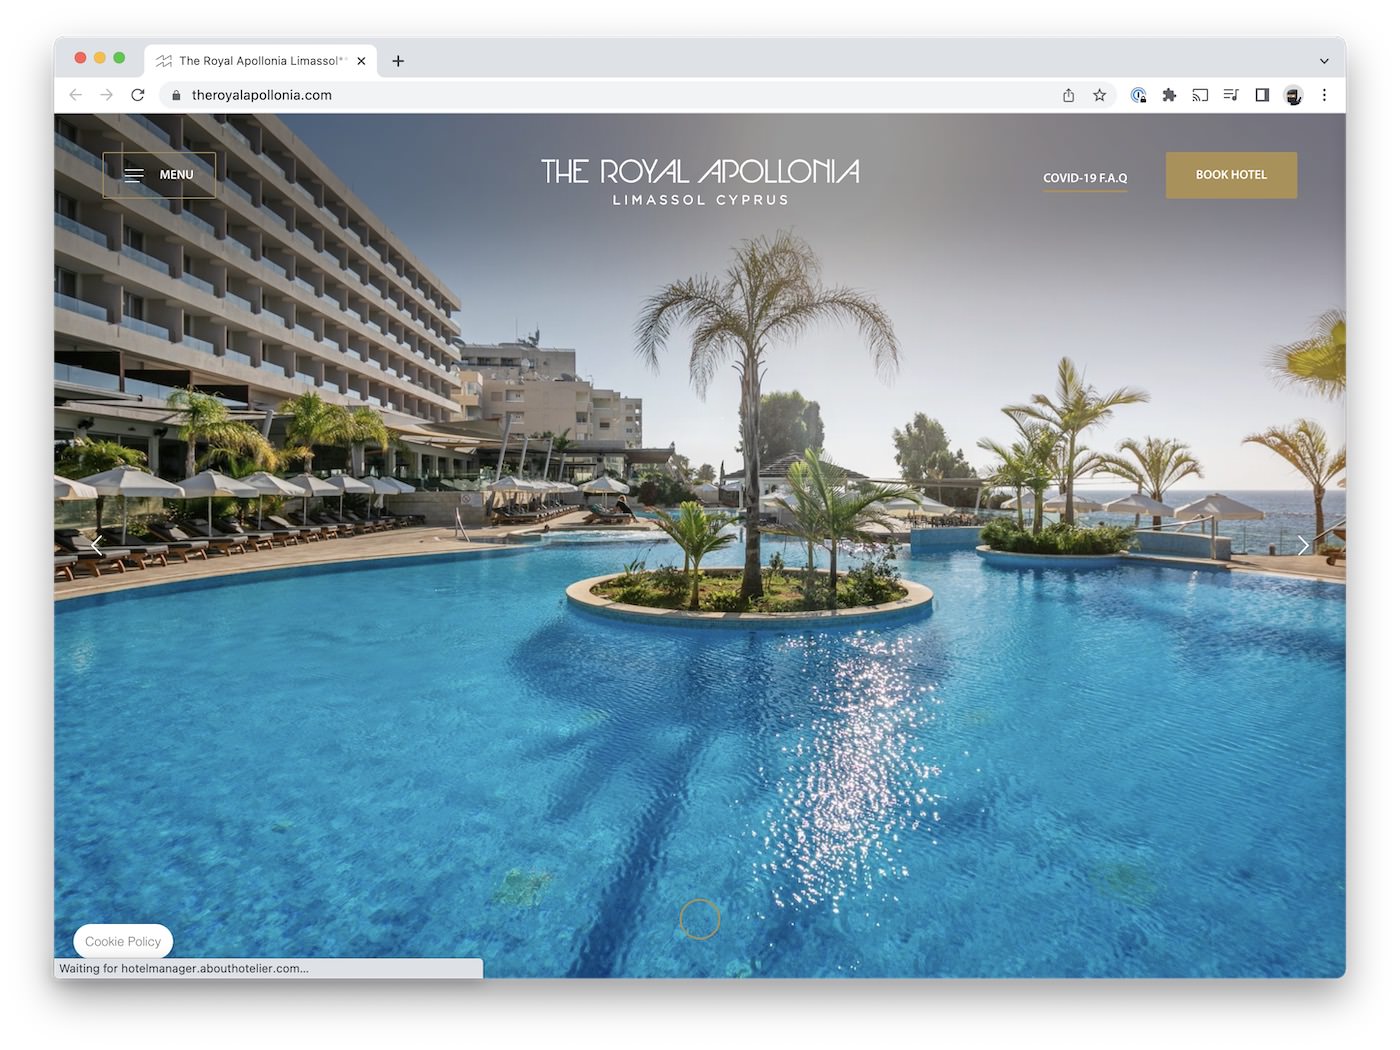 The Royal Apollonia Limassol*
theroyalapollonia.com
MENU
THE ROYAL APOLLONIA
LIMASSOL CYPRUS
COVID-19 F.A.Q
BOOK HOTEL
Cookie Policy
Waiting for hotelmanager.abouthotelier.com...